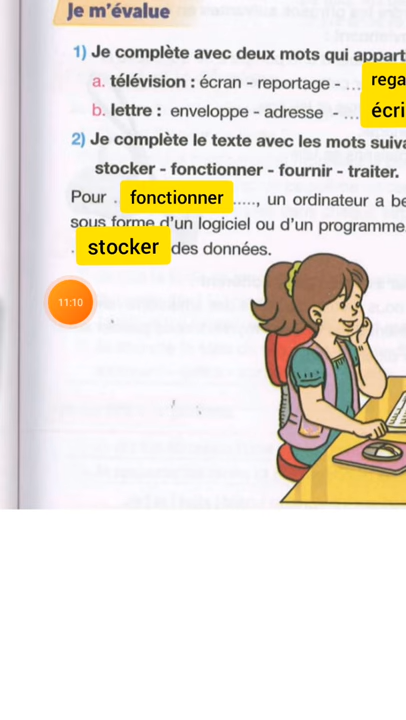 Je m'évalue
1) Je complète avec deux mots qui appart
a. télévision : écran - reportage - ... rega
b. lettre : enveloppe - adresse - ... écri
2) Je complète le texte avec les mots suiva
stocker - fonctionner - fournir - traiter.
Pour . fonctionner ....., un ordinateur a be
sous forme d'un logiciel ou d'un programme
. stocker des données.
11:10